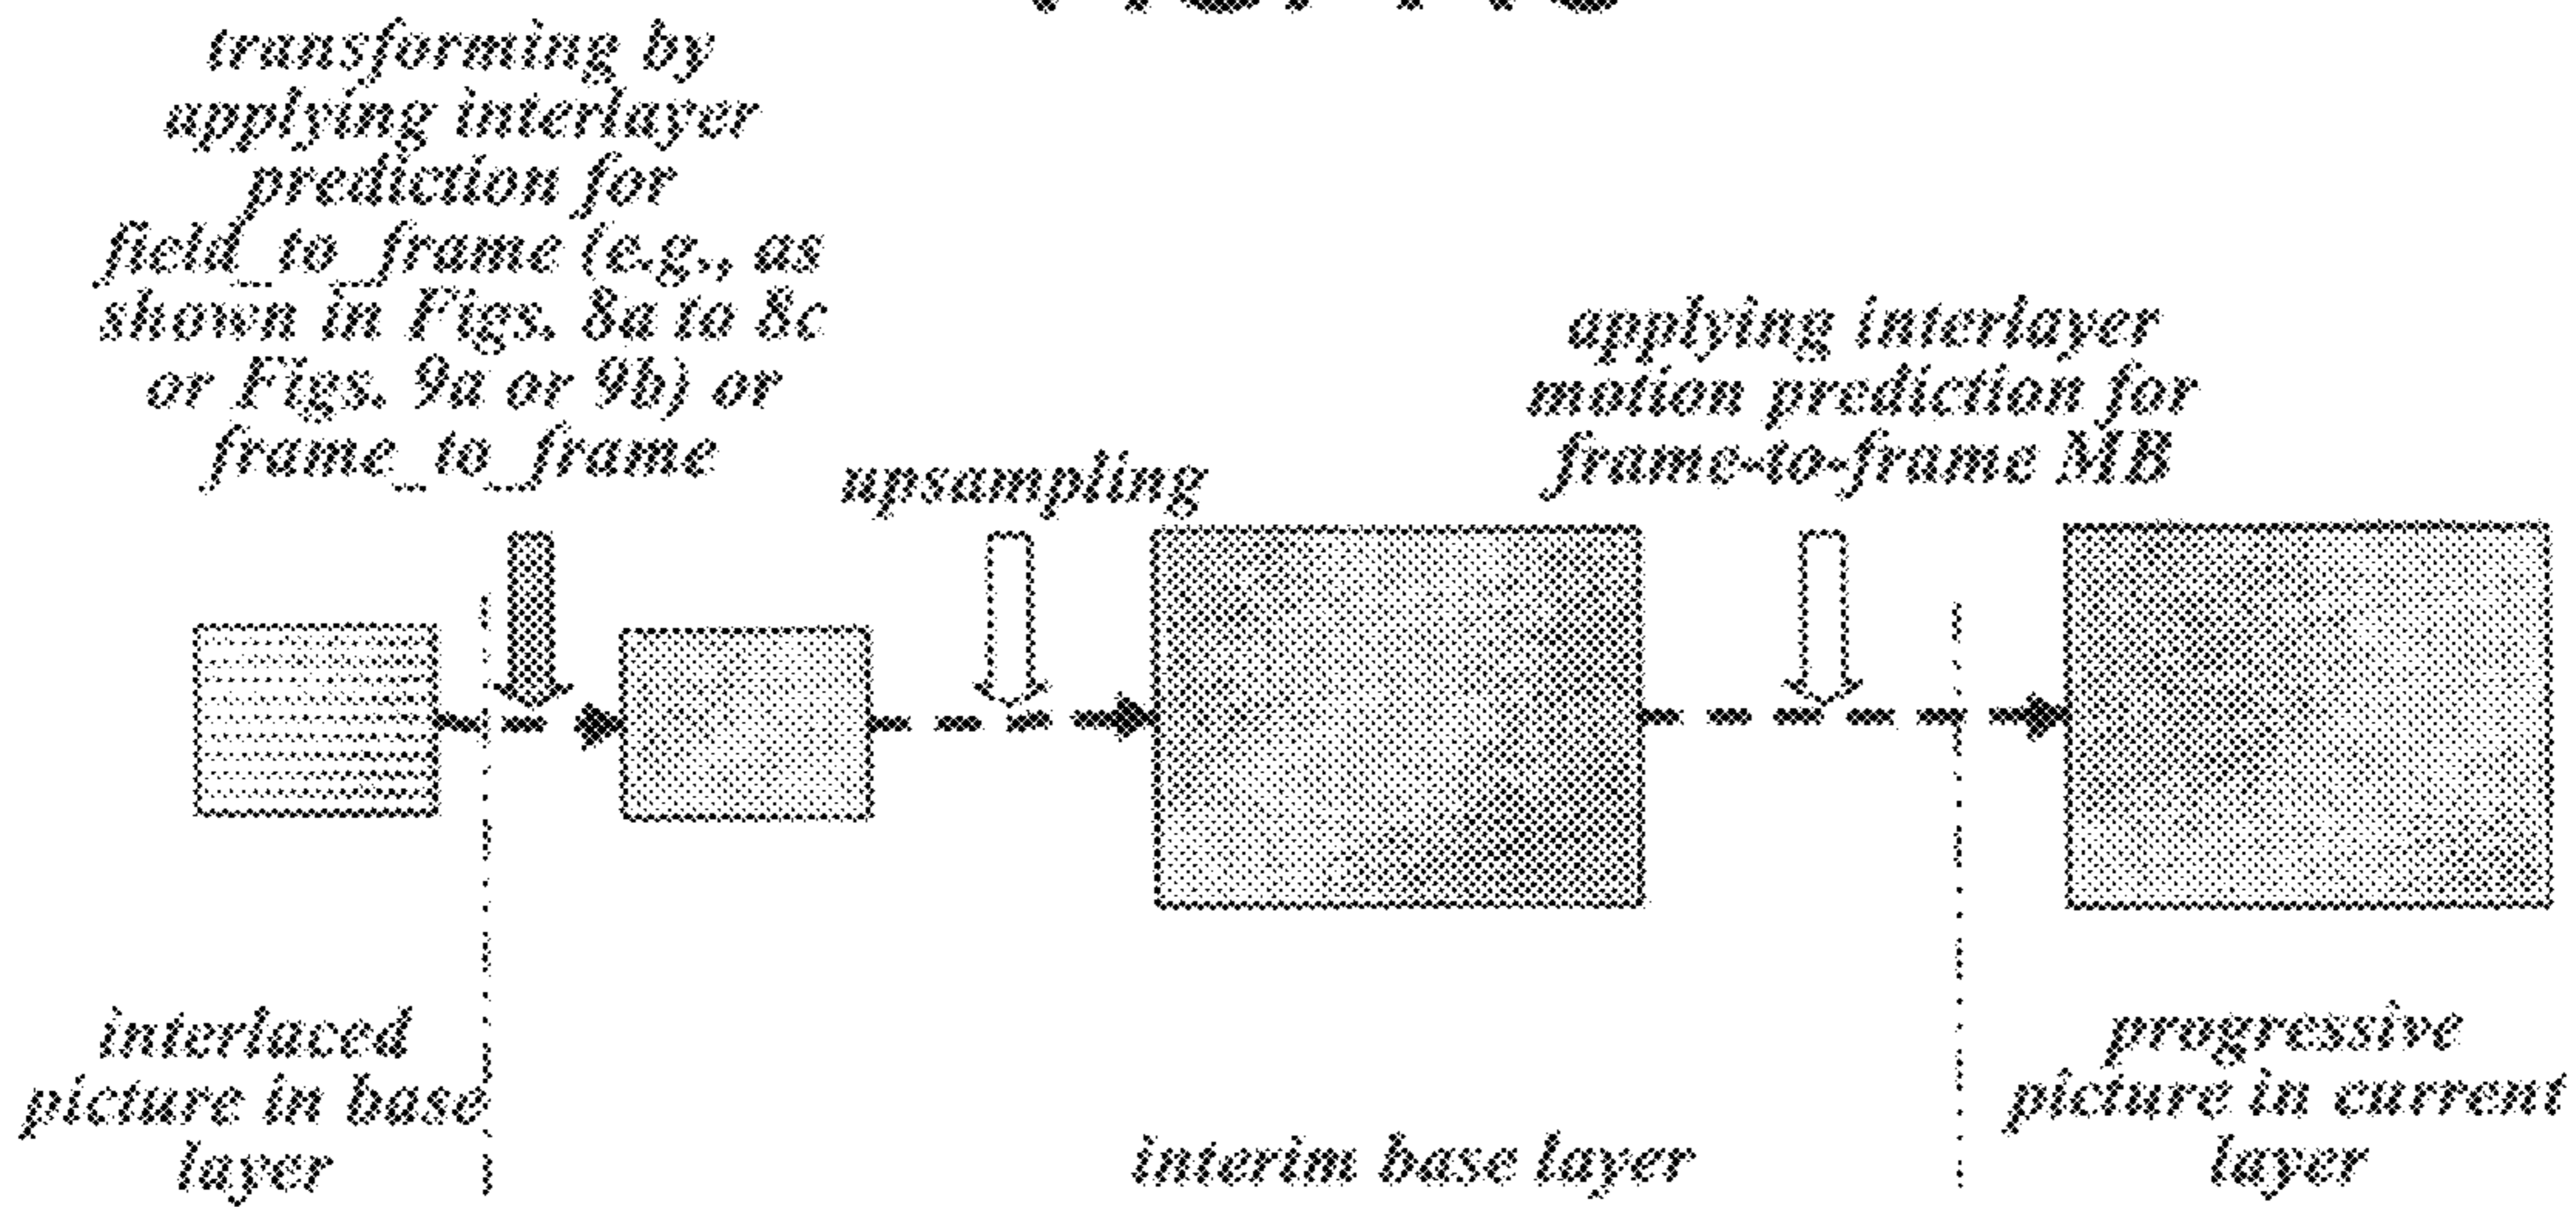 transforming by
applying interlayer
prediction for
field_to_frame (e.g., as
shown in Figs. 8a to 8c
or Figs. 9a or 9b) or
frame_to_frame
upsampling
applying interlayer
motion prediction for
frame-to-frame MB
interlaced
picture in base
layer
interim base layer
progressive
picture in current
layer